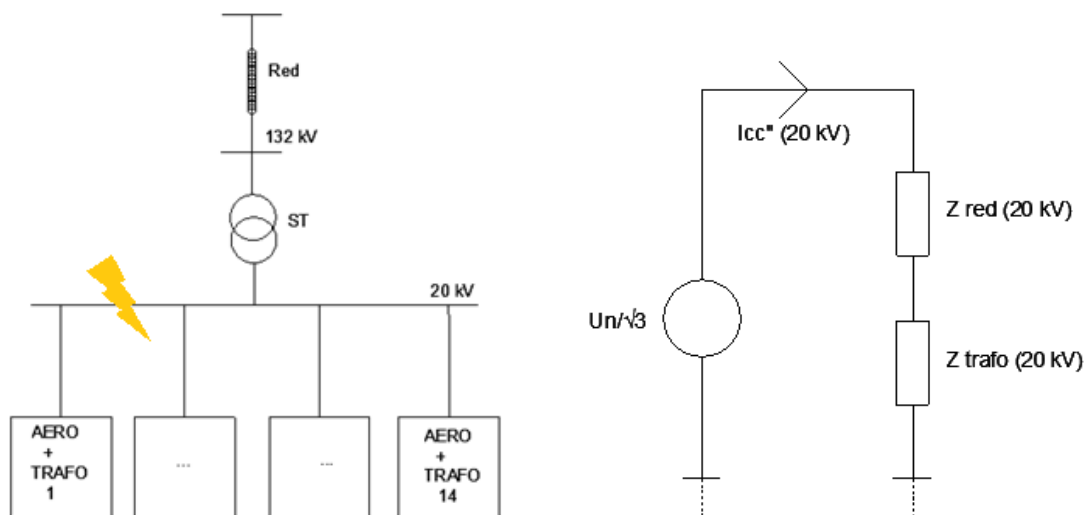 Red
132 kV
ST
20 kV
AERO
+
TRAFO
1
...
...
AERO
+
TRAFO
14
Icc" (20 kV)
Z red (20 kV)
Un/√3
Z trafo (20 kV)